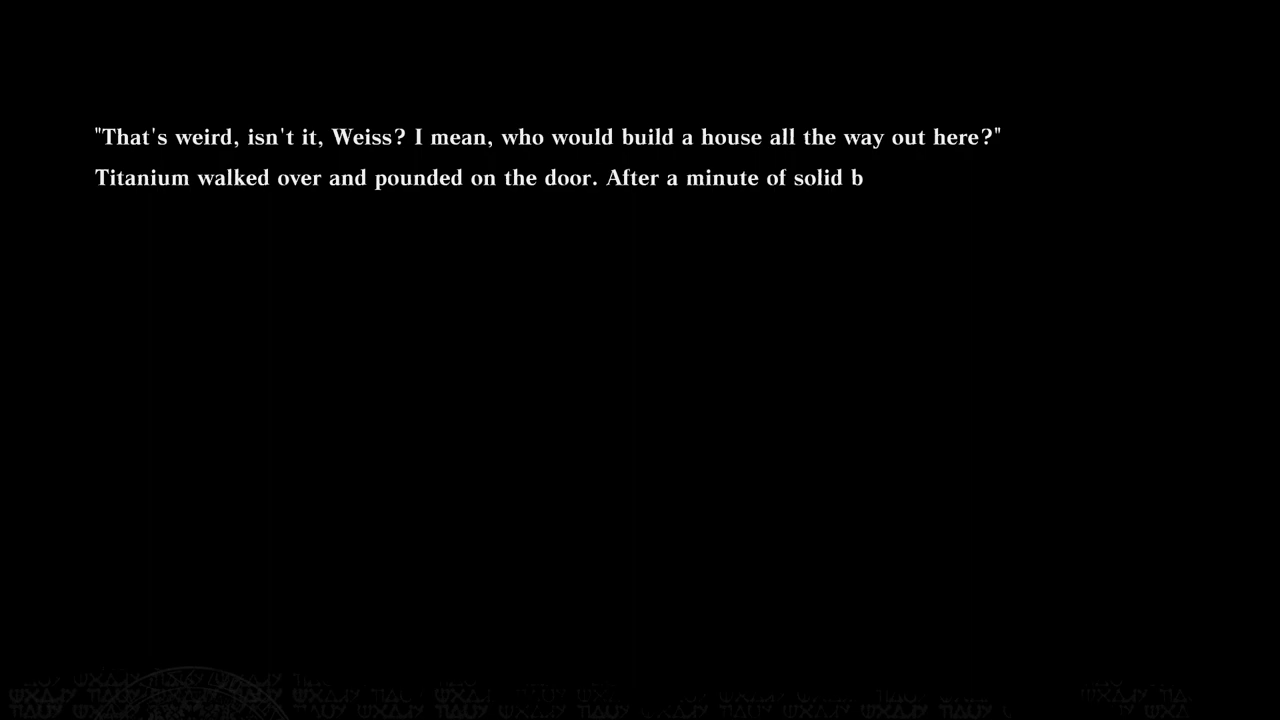 "That's weird, isn't it, Weiss? I mean, who would build a house all the way out here?"
Titanium walked over and pounded on the door. After a minute of solid b